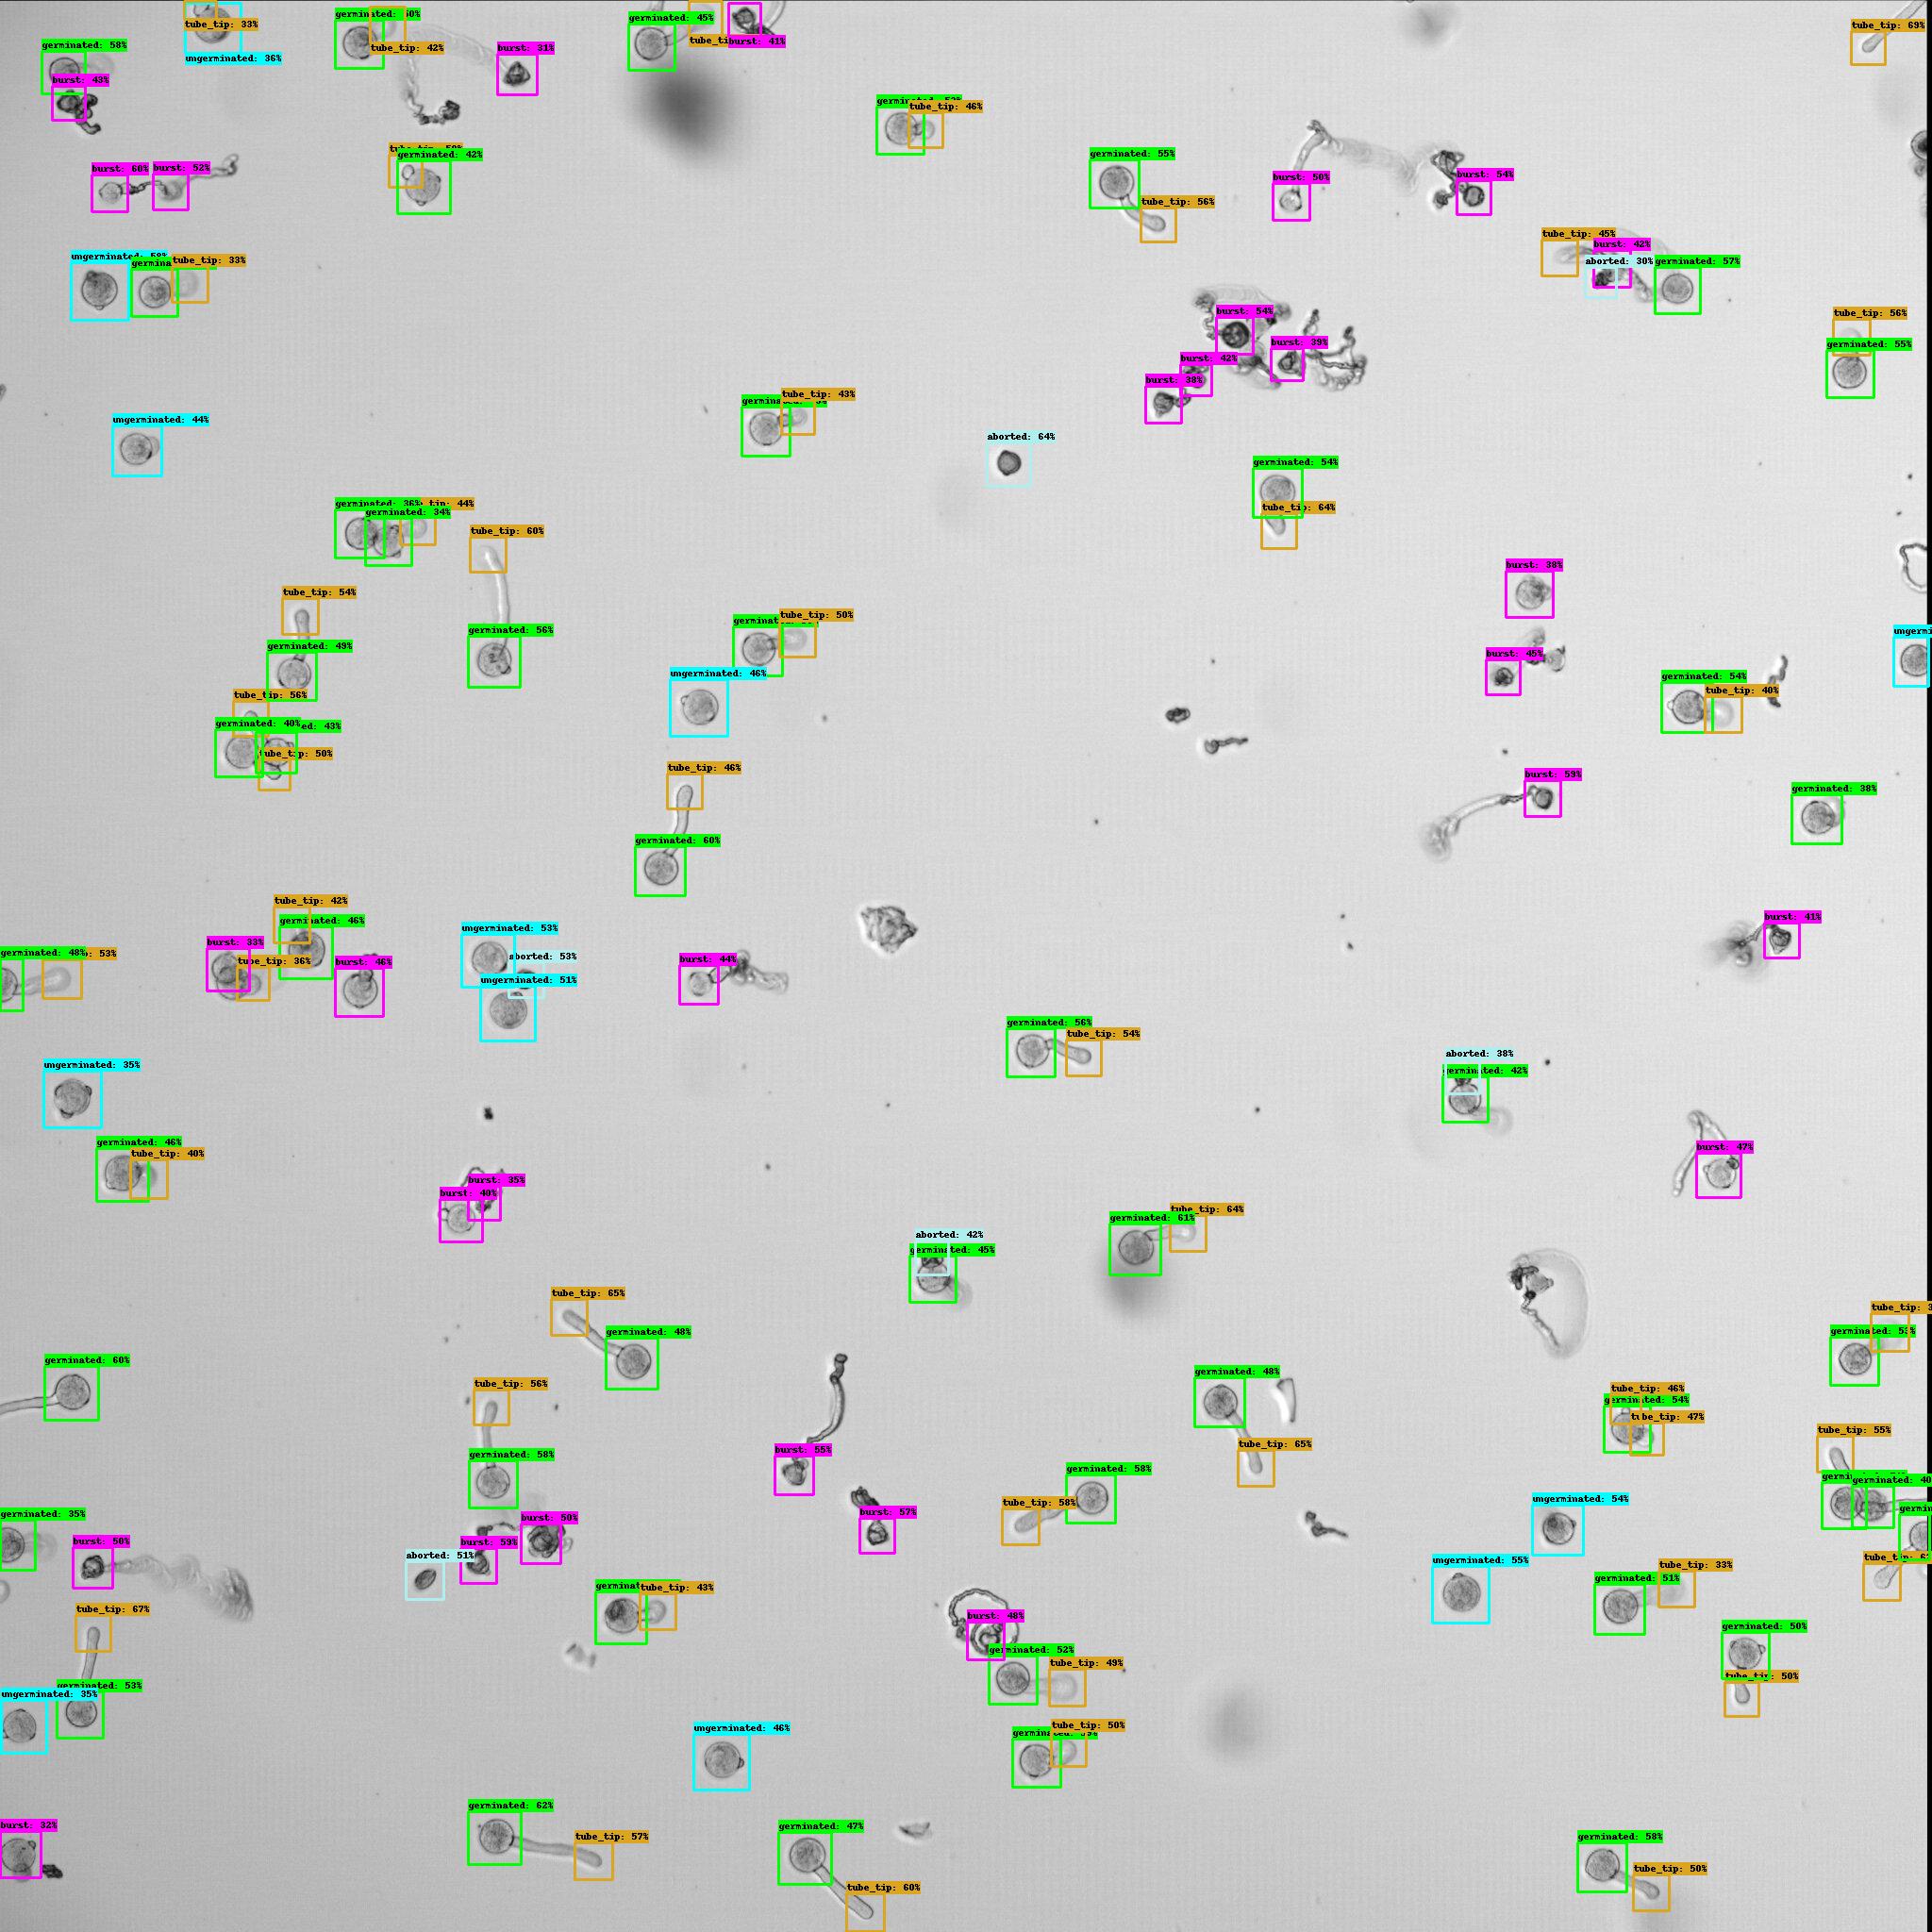 tube_tip: 33%
ungerminated: 36%
germinated: 60%
tube_tip: 42%
germinated: 45%
burst: 41%
tube_tip: 69%
germinated: 58%
burst: 43%
burst: 31%
tube_tip: 46%
burst: 60%
burst: 52%
germinated: 42%
germinated: 55%
tube_tip: 56%
burst: 50%
burst: 54%
tube_tip: 45%
burst: 42%
aborted: 30%
germinated: 57%
tube_tip: 33%
burst: 54%
burst: 39%
burst: 42%
burst: 38%
tube_tip: 56%
germinated: 55%
ungerminated: 44%
tube_tip: 43%
aborted: 64%
germinated: 54%
tube_tip: 64%
germinated: 34%
tube_tip: 60%
tube_tip: 54%
germinated: 49%
germinated: 56%
tube_tip: 50%
ungerminated: 46%
burst: 38%
burst: 45%
germinated: 54%
tube_tip: 40%
tube_tip: 56%
germinated: 40%
tube_tip: 50%
tube_tip: 46%
germinated: 60%
burst: 59%
germinated: 38%
tube_tip: 42%
germinated: 46%
burst: 33%
tube_tip: 36%
burst: 46%
germinated: 48%
ungerminated: 53%
aborted: 53%
ungerminated: 51%
burst: 44%
burst: 41%
germinated: 56%
tube_tip: 54%
ungerminated: 35%
aborted: 38%
germinated: 42%
germinated: 46%
tube_tip: 40%
burst: 35%
burst: 40%
burst: 47%
tube_tip: 64%
germinated: 61%
aborted: 42%
germinated: 45%
tube_tip: 65%
germinated: 48%
germinated: 60%
tube_tip: 56%
germinated: 58%
germinated: 48%
tube_tip: 65%
germinated: 53%
tube_tip: 46%
germinated: 54%
tube_tip: 47%
tube_tip: 55%
burst: 55%
germinated: 58%
tube_tip: 58%
burst: 57%
germinated: 35%
burst: 50%
burst: 50%
burst: 59%
aborted: 51%
ungerminated: 54%
ungerminated: 55%
tube_tip: 33%
germinated: 51%
tube_tip: 43%
tube_tip: 67%
burst: 48%
germinated: 52%
tube_tip: 49%
germinated: 50%
tube_tip: 50%
germinated: 53%
ungerminated: 35%
ungerminated: 46%
tube_tip: 50%
germinated: 62%
tube_tip: 57%
burst: 32%
germinated: 47%
tube_tip: 60%
germinated: 58%
tube_tip: 50%